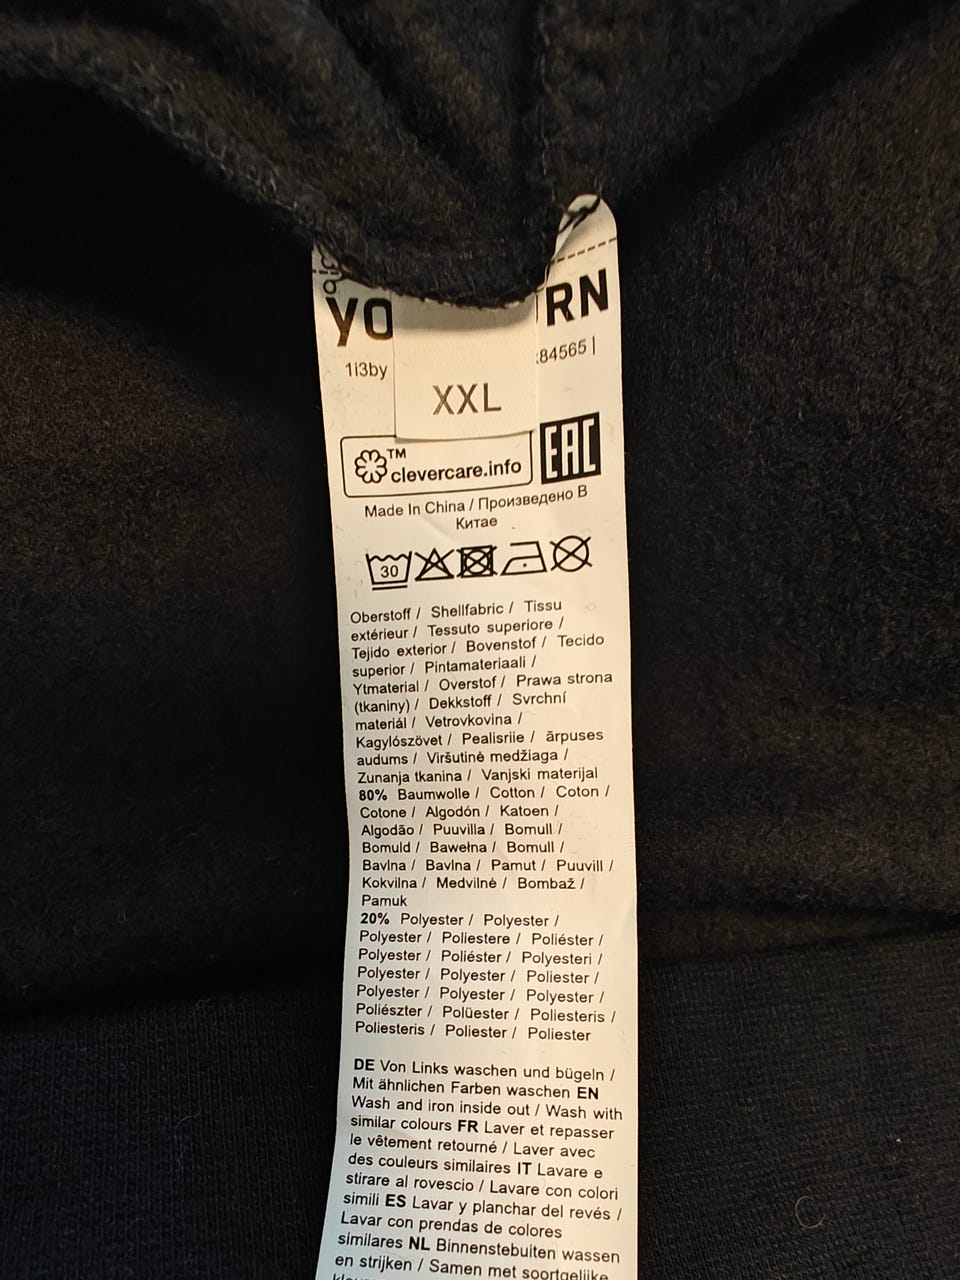 YO RN
1i3by :84565 |
XXL
TM
clevercare.info EAC
Made In China / Произведено В
Китае
30
Oberstoff / Shellfabric / Tissu
extérieur / Tessuto superiore /
Tejido exterior / Bovenstof / Tecido
superior / Pintamateriaali /
Ytmaterial / Overstof / Prawa strona
(tkaniny) / Dekkstoff / Svrchní
materiál / Vetrovkovina /
Kagylószövet / Pealisriie / ārpuses
audums / Viršutinė medžiaga /
Zunanja tkanina / Vanjski materijal
80% Baumwolle / Cotton / Coton /
Cotone / Algodón / Katoen /
Algodão / Puuvilla / Bomull /
Bomuld / Bawełna / Bomull /
Bavlna / Bavlna / Pamut / Puuvill /
Kokvilna / Medvilnė / Bombaž /
Pamuk
20% Polyester / Polyester /
Polyester / Poliestere / Poliéster /
Polyester / Poliéster / Polyesteri /
Polyester / Polyester / Poliester /
Polyester / Polyester / Polyester /
Poliészter / Polüester / Poliesteris /
Poliesteris / Poliester / Poliester
DE Von Links waschen und bügeln /
Mit ähnlichen Farben waschen EN
Wash and iron inside out / Wash with
similar colours FR Laver et repasser
le vêtement retourné / Laver avec
des couleurs similaires IT Lavare e
stirare al rovescio / Lavare con colori
simili ES Lavar y planchar del revés /
Lavar con prendas de colores
similares NL Binnenstebuiten wassen
en strijken / Samen met soortgelijke